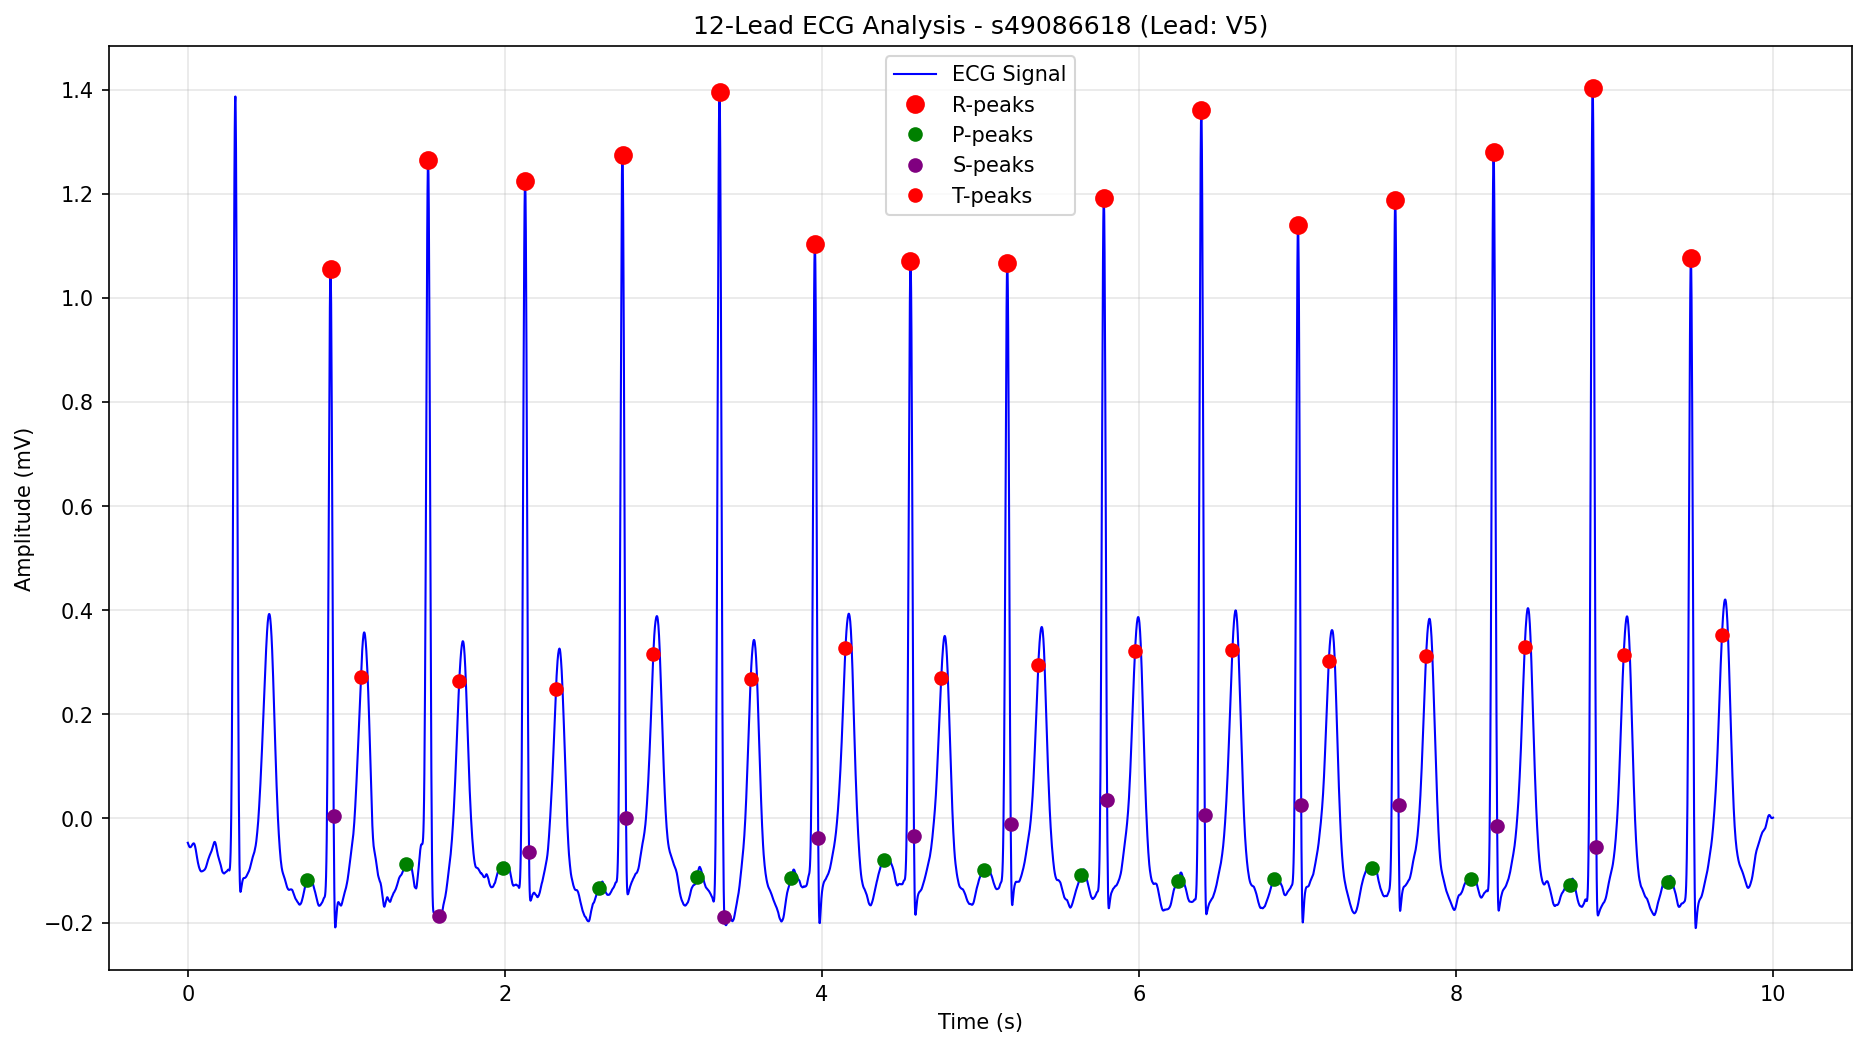 12-Lead ECG Analysis - s49086618 (Lead: V5)
ECG Signal
R-peaks
P-peaks
S-peaks
T-peaks
Amplitude (mV)
1.4
1.2
1.0
0.8
0.6
0.4
0.2
0.0
−0.2
0 2 4 6 8 10
Time (s)